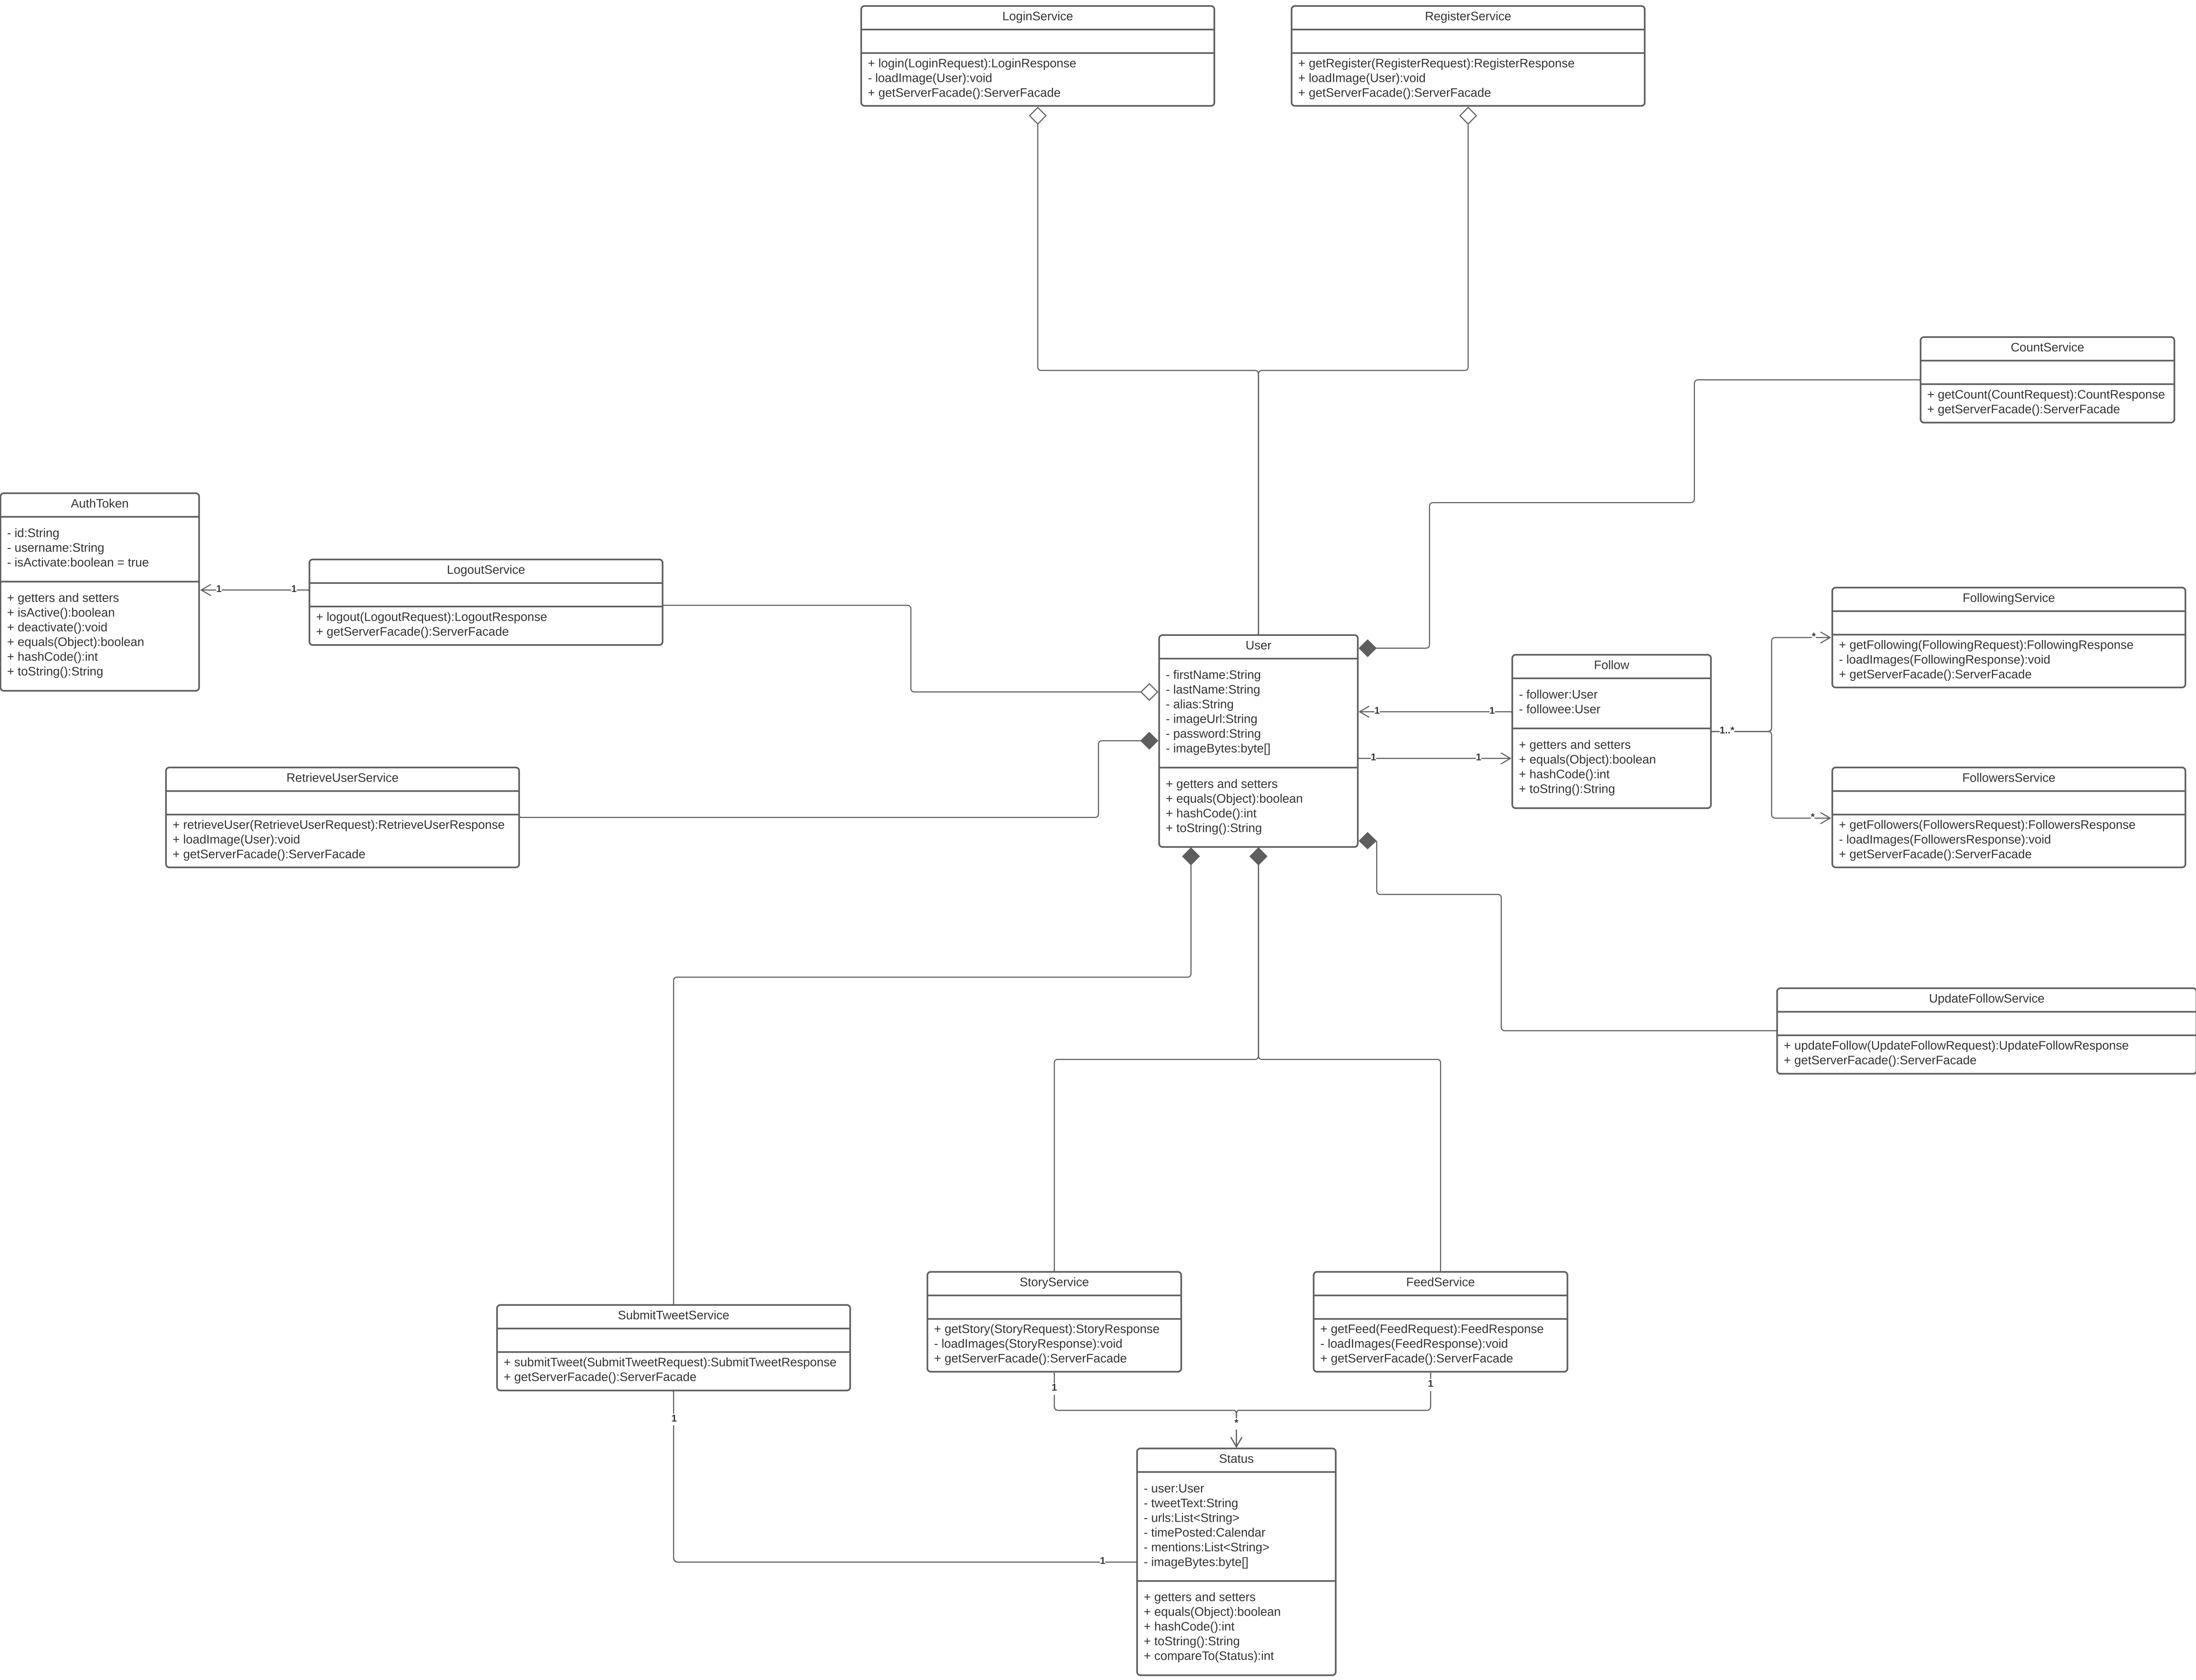 LoginService
+ login(LoginRequest):LoginResponse
- loadImage(User):void
+ getServerFacade():ServerFacade
RegisterService
+ getRegister(RegisterRequest):RegisterResponse
+ loadImage(User):void
+ getServerFacade():ServerFacade
CountService
+ getCount(CountRequest):CountResponse
+ getServerFacade():ServerFacade
AuthToken
- id:String
- username:String
- isActivate:boolean = true
+ getters and setters
+ isActive():boolean
+ deactivate():void
+ equals(Object):boolean
+ hashCode():int
+ toString():String
1
1
LogoutService
+ logout(LogoutRequest):LogoutResponse
+ getServerFacade():ServerFacade
RetrieveUserService
+ retrieveUser(RetrieveUserRequest):RetrieveUserResponse
+ loadImage(User):void
+ getServerFacade():ServerFacade
User
- firstName:String
- lastName:String
- alias:String
- imageUrl:String
- password:String
- imageBytes:byte[]
+ getters and setters
+ equals(Object):boolean
+ hashCode():int
+ toString():String
1
1
1
1
Follow
- follower:User
- followee:User
+ getters and setters
+ equals(Object):boolean
+ hashCode():int
+ toString():String
1..*
*
*
FollowingService
+ getFollowing(FollowingRequest):FollowingResponse
- loadImages(FollowingResponse):void
+ getServerFacade():ServerFacade
FollowersService
+ getFollowers(FollowersRequest):FollowersResponse
- loadImages(FollowersResponse):void
+ getServerFacade():ServerFacade
UpdateFollowService
+ updateFollow(UpdateFollowRequest):UpdateFollowResponse
+ getServerFacade():ServerFacade
SubmitTweetService
+ submitTweet(SubmitTweetRequest):SubmitTweetResponse
+ getServerFacade():ServerFacade
1
StoryService
+ getStory(StoryRequest):StoryResponse
- loadImages(StoryResponse):void
+ getServerFacade():ServerFacade
1
FeedService
+ getFeed(FeedRequest):FeedResponse
- loadImages(FeedResponse):void
+ getServerFacade():ServerFacade
1
*
1
Status
- user:User
- tweetText:String
- urls:List<String>
- timePosted:Calendar
- mentions:List<String>
- imageBytes:byte[]
+ getters and setters
+ equals(Object):boolean
+ hashCode():int
+ toString():String
+ compareTo(Status):int